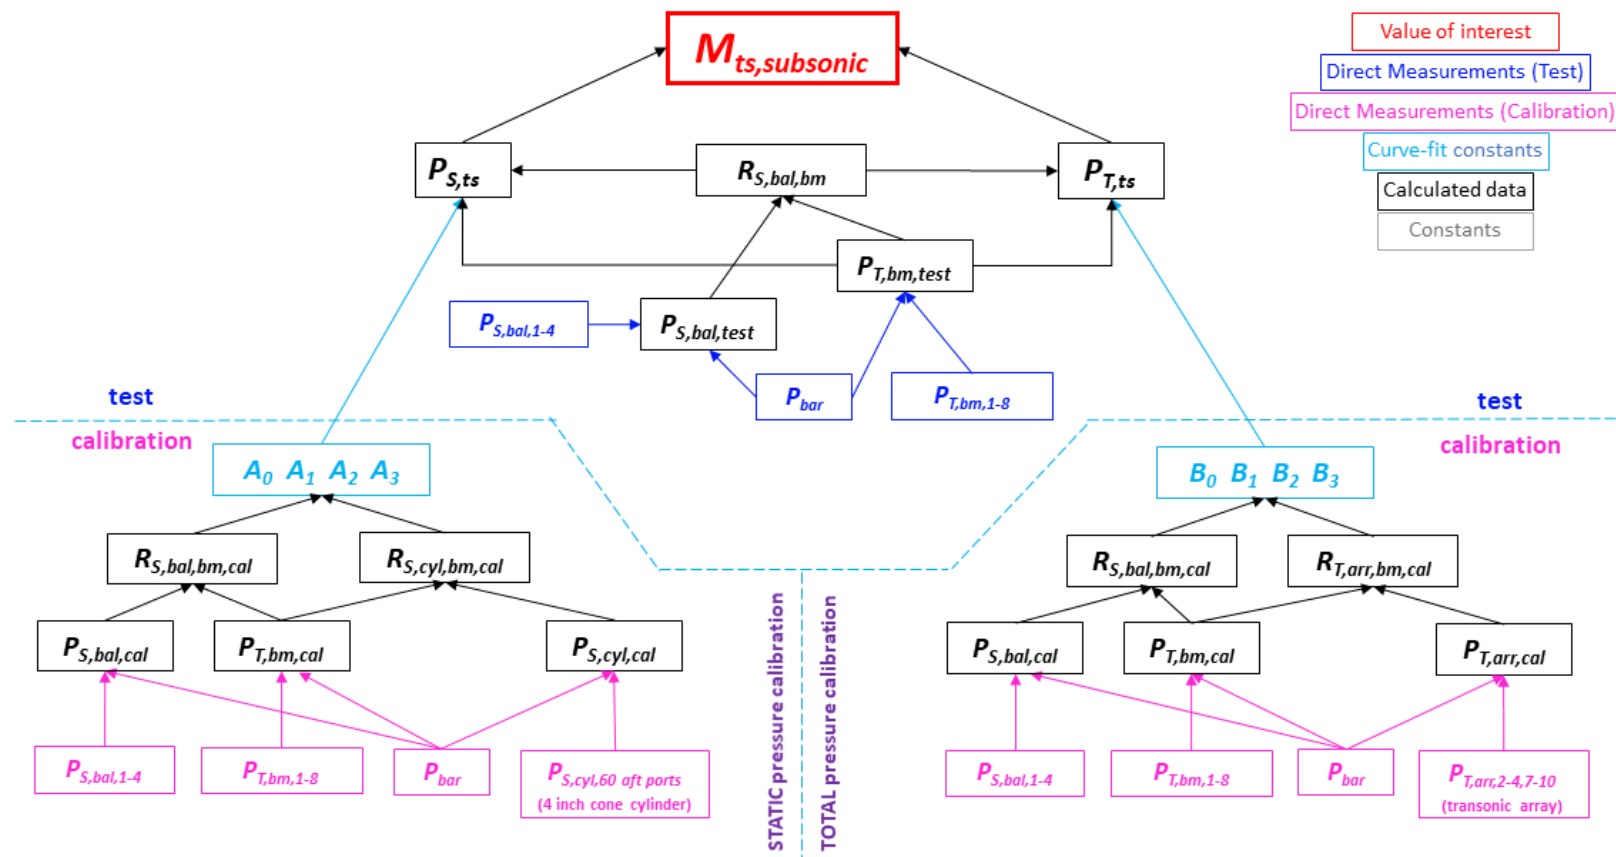 M_ts,subsonic
Value of interest
Direct Measurements (Test)
Direct Measurements (Calibration)
Curve-fit constants
Calculated data
Constants
P_S,ts
R_S,bal,bm
P_T,ts
P_T,bm,test
P_S,bal,1-4
P_S,bal,test
P_bar
P_T,bm,1-8
test
test
calibration
calibration
A_0 A_1 A_2 A_3
B_0 B_1 B_2 B_3
R_S,bal,bm,cal
R_S,cyl,bm,cal
P_S,bal,cal
P_T,bm,cal
P_S,cyl,cal
P_S,bal,1-4
P_T,bm,1-8
P_bar
P_S,cyl,60 aft ports
(4 inch cone cylinder)
STATIC pressure calibration
TOTAL pressure calibration
R_S,bal,bm,cal
R_T,arr,bm,cal
P_S,bal,cal
P_T,bm,cal
P_T,arr,cal
P_S,bal,1-4
P_T,bm,1-8
P_bar
P_T,arr,2-4,7-10
(transonic array)